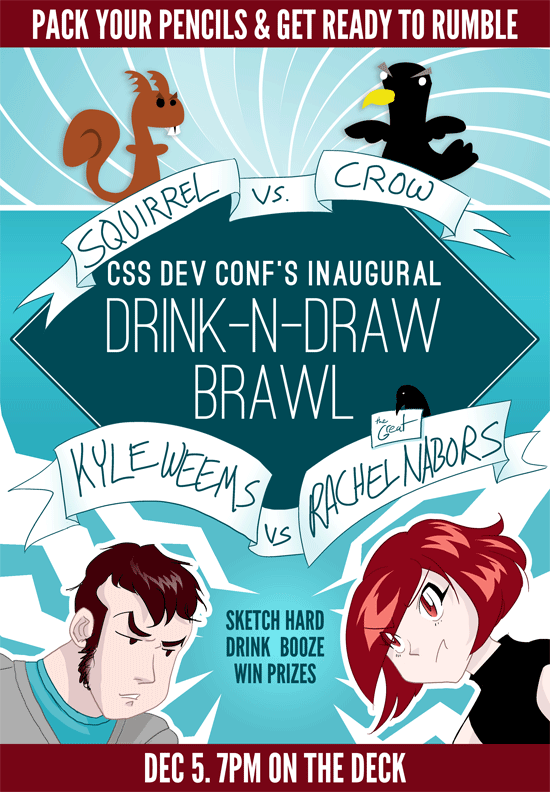 PACK YOUR PENCILS & GET READY TO RUMBLE
SQUIRREL VS. CROW
CSS DEV CONF'S INAUGURAL
DRINK-N-DRAW
BRAWL
KYLE WEEMS
VS
the Great
RACHEL NABORS
SKETCH HARD
DRINK BOOZE
WIN PRIZES
DEC 5. 7PM ON THE DECK